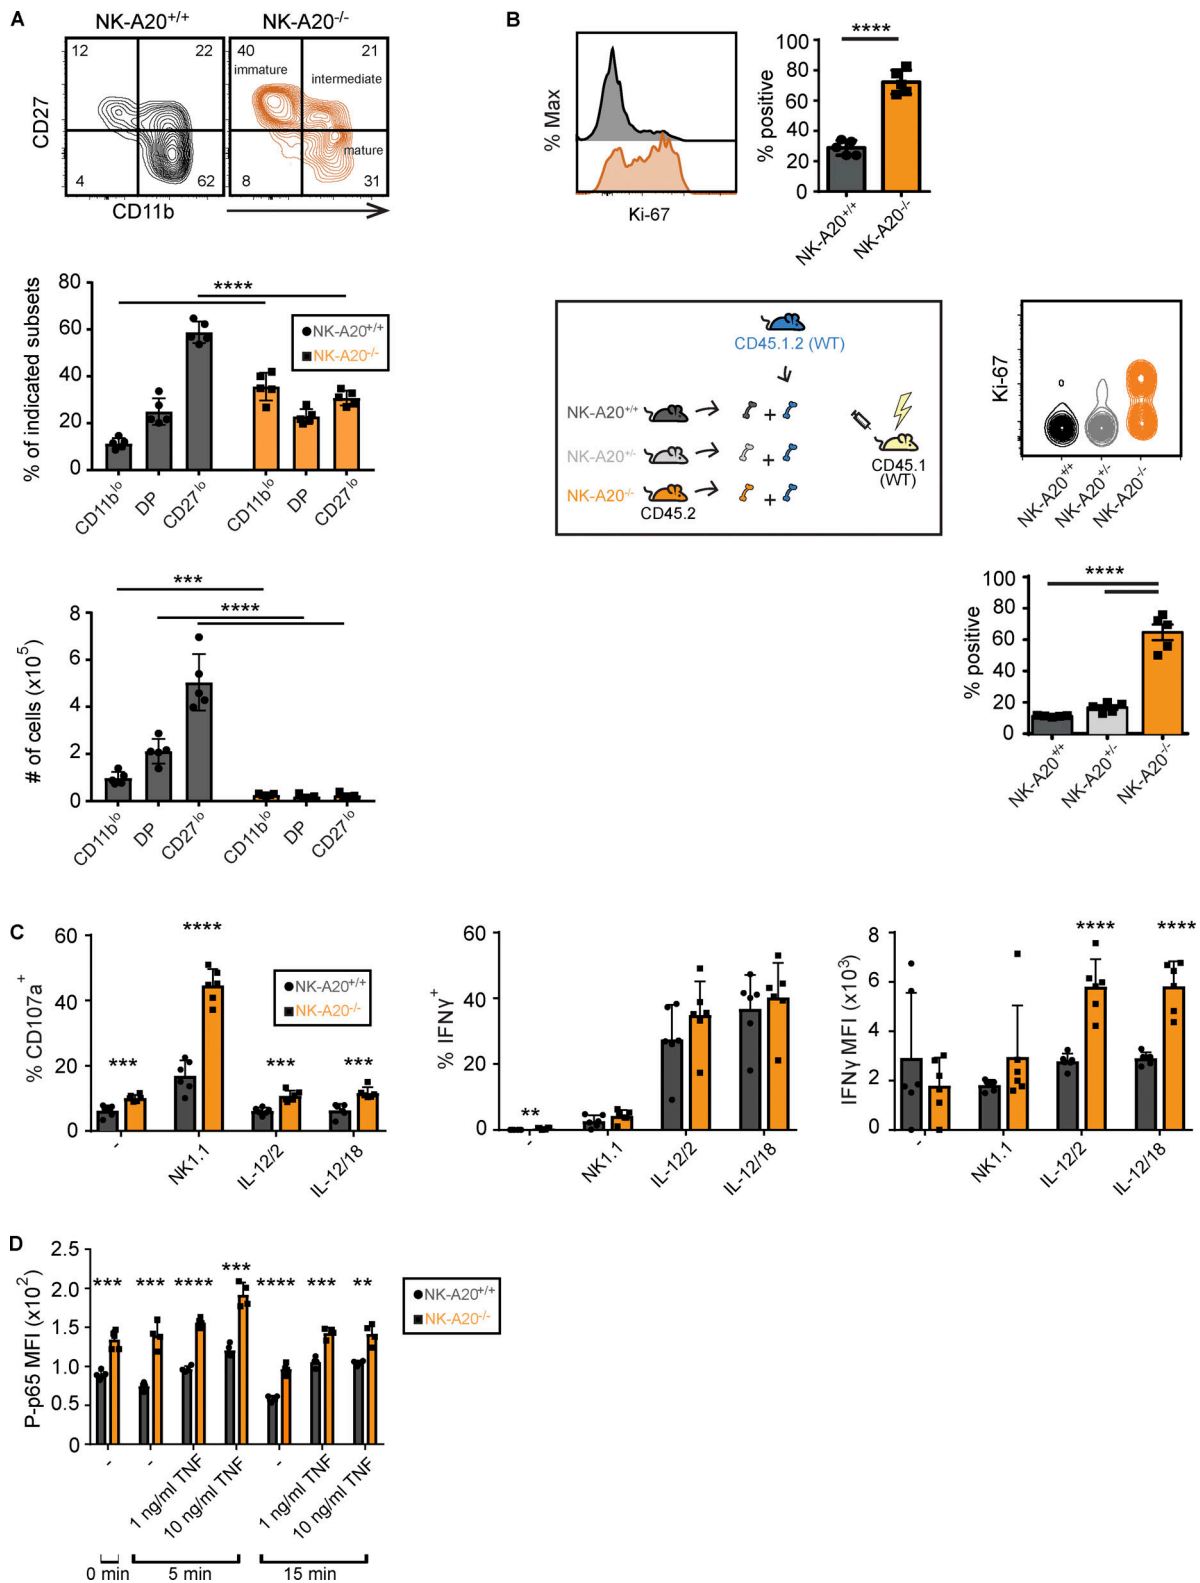 A
NK-A20+/+
NK-A20-/-
12
22
40
21
immature
intermediate
mature
4
62
8
31
CD27
CD11b
% of indicated subsets
80
60
40
20
0
****
NK-A20+/+
NK-A20-/-
CD11blo
DP
CD27lo
CD11blo
DP
CD27lo
# of cells (x10^5)
8
6
4
2
0
***
****
CD11blo
DP
CD27lo
CD11blo
DP
CD27lo
B
% Max
Ki-67
% positive
100
80
60
40
20
0
****
NK-A20+/+
NK-A20-/-
CD45.1.2 (WT)
NK-A20+/+
+
NK-A20+/-
+
NK-A20-/-
+
CD45.2
CD45.1
(WT)
Ki-67
NK-A20+/+
NK-A20+/-
NK-A20-/-
% positive
100
80
60
40
20
0
****
NK-A20+/+
NK-A20+/-
NK-A20-/-
C
% CD107a+
60
40
20
0
***
****
***
***
NK-A20+/+
NK-A20-/-
-
NK1.1
IL-12/2
IL-12/18
% IFNγ+
60
40
20
0
**
-
NK1.1
IL-12/2
IL-12/18
IFNγ MFI (x10^3)
8
6
4
2
0
****
****
-
NK1.1
IL-12/2
IL-12/18
D
P-p65 MFI (x10^2)
2.5
2.0
1.5
1.0
0.5
0
***
***
****
***
****
***
**
NK-A20+/+
NK-A20-/-
-
-
1 ng/ml TNF
10 ng/ml TNF
-
1 ng/ml TNF
10 ng/ml TNF
0 min
5 min
15 min